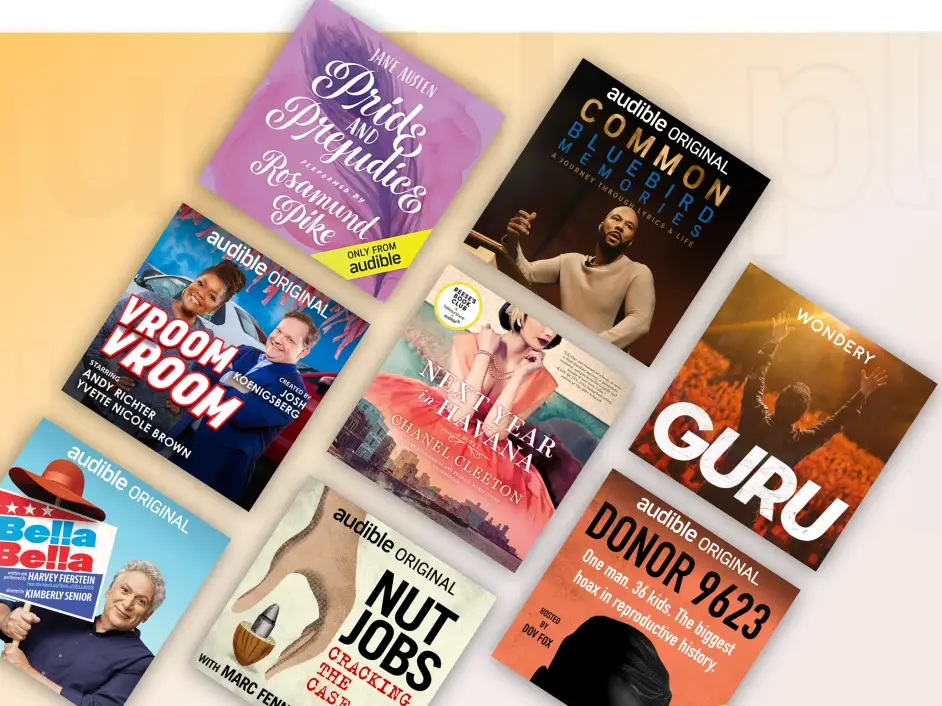 JANE AUSTEN
Pride
AND
Prejudice
PERFORMED BY
Rosamund
Pike
ONLY FROM
audible
audible ORIGINAL
COMMON
BLUEBIRD
MEMORIES
A JOURNEY THROUGH LYRICS & LIFE
audible ORIGINAL
VROOM
VROOM
STARRING
ANDY RICHTER
YVETTE NICOLE BROWN
CREATED BY
JOSH
KOENIGSBERG
REESE'S
BOOK
CLUB
NEXT YEAR
in HAVANA
A NOVEL
CHANEL CLEETON
WONDERY
GURU
audible ORIGINAL
Bella
Bella
written and
performed by HARVEY FIERSTEIN
directed by KIMBERLY SENIOR
audible ORIGINAL
NUT
JOBS
CRACKING
THE
CASE
WITH MARC FENN
audible ORIGINAL
DONOR 9623
One man. 36 kids. The biggest
hoax in reproductive history.
HOSTED
BY
DOV FOX